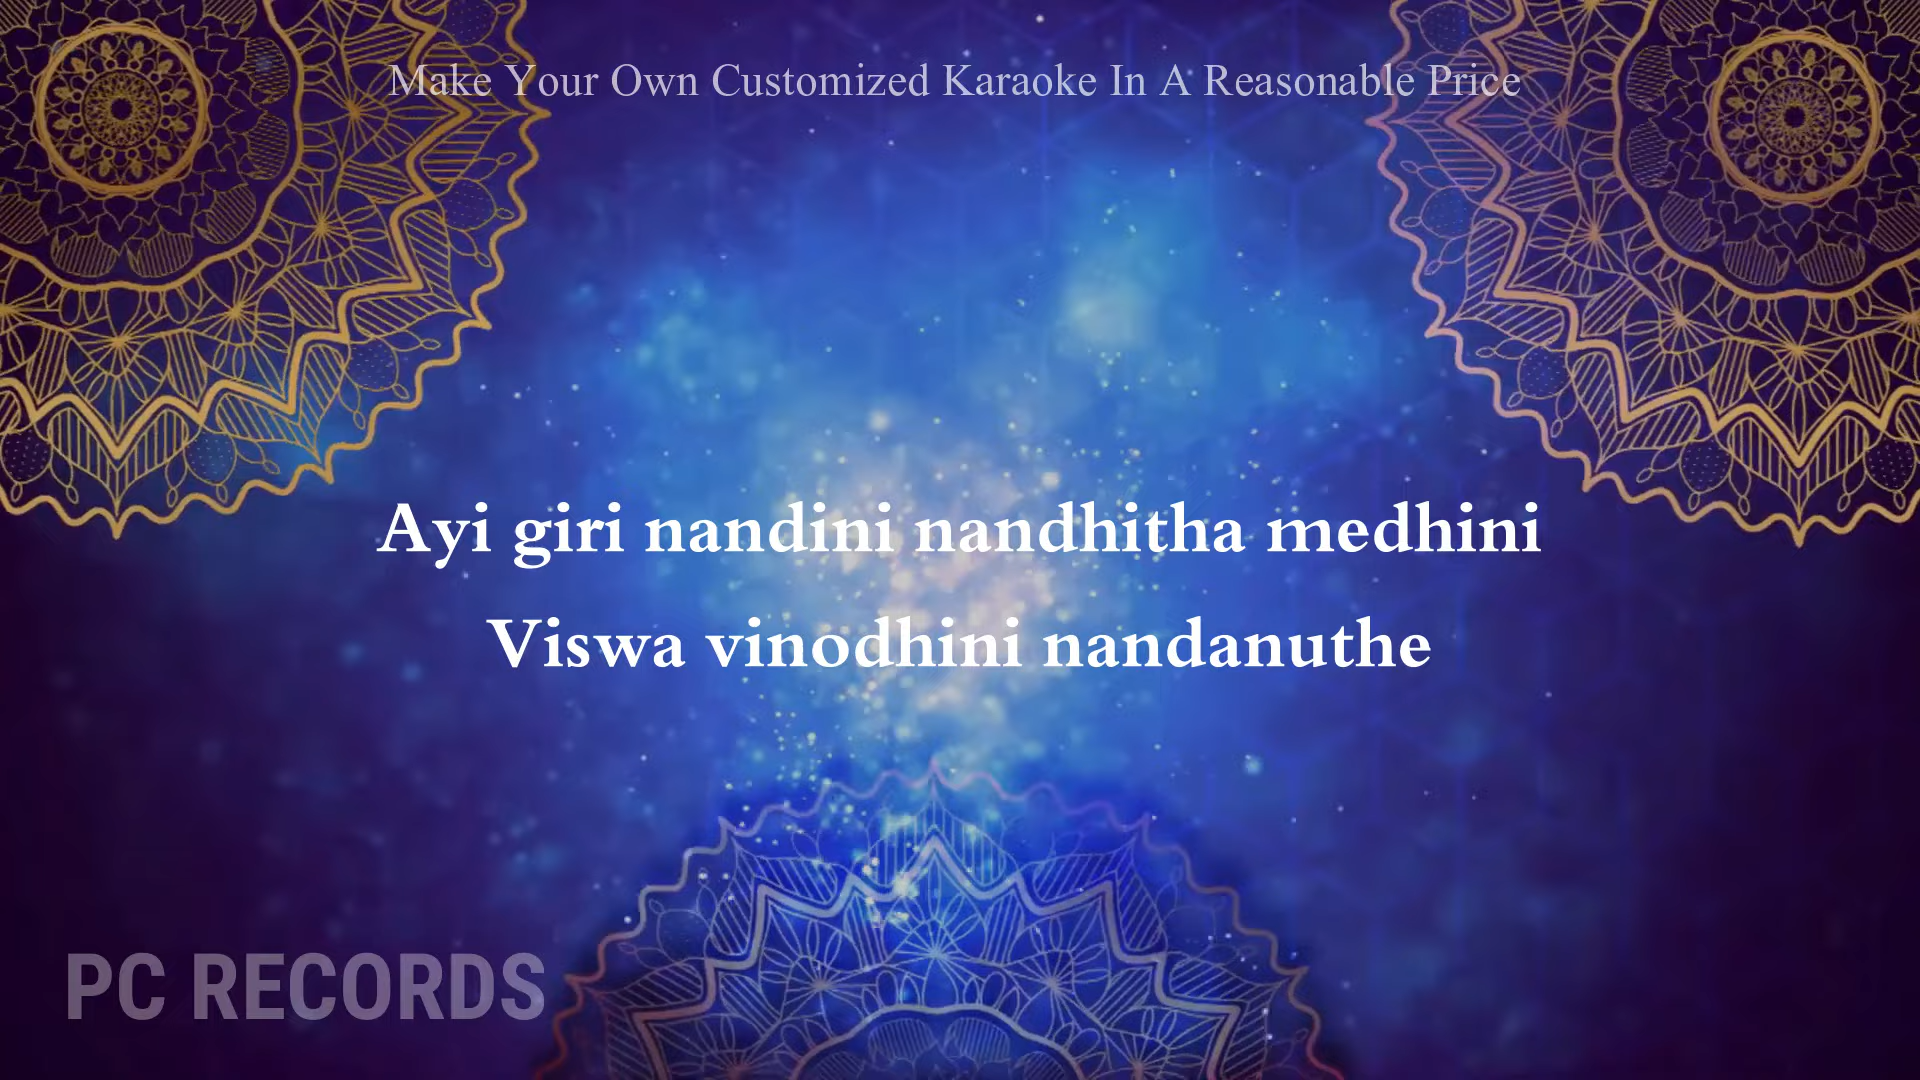 Make Your Own Customized Karaoke In A Reasonable Price
Ayi giri nandini nandhitha medhini
Viswa vinodhini nandanuthe
PC RECORDS